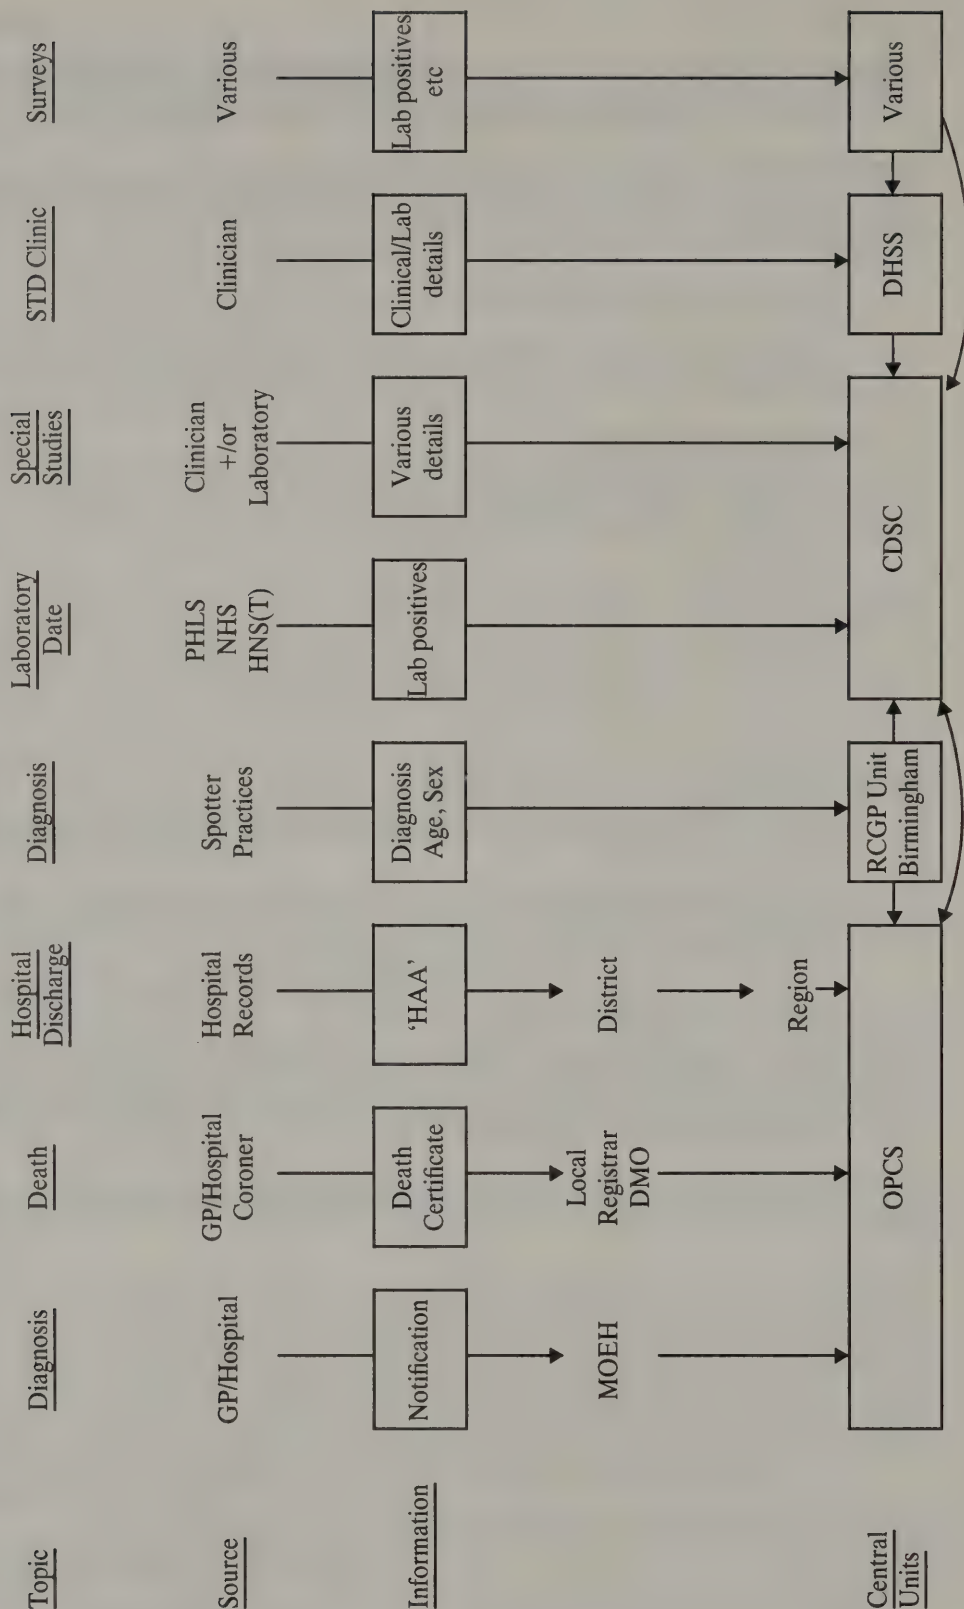 Topic
Diagnosis
Death
Hospital
Discharge
Diagnosis
Laboratory
Date
Special
Studies
STD Clinic
Surveys
Source
GP/Hospital
GP/Hospital
Coroner
Hospital
Records
Spotter
Practices
PHLS
NHS
HNS(T)
Clinician
+/or
Laboratory
Clinician
Various
Information
Notification
Death
Certificate
‘HAA’
Diagnosis
Age, Sex
Lab positives
Various
details
Clinical/Lab
details
Lab positives
etc
MOEH
Local
Registrar
DMO
District
Region
Central
Units
OPCS
RCGP Unit
Birmingham
CDSC
DHSS
Various